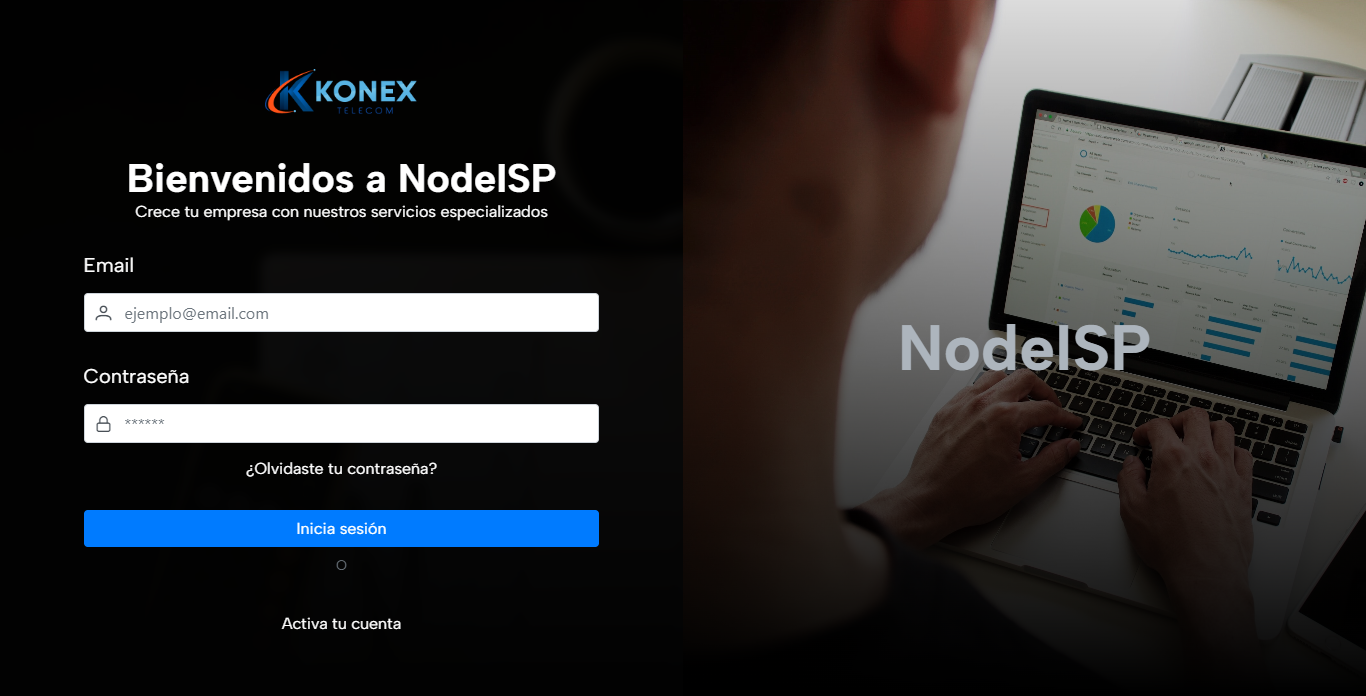 KONEX
TELECOM
Bienvenidos a NodeISP
Crece tu empresa con nuestros servicios especializados
Email
ejemplo@email.com
Contraseña
******
¿Olvidaste tu contraseña?
Inicia sesión
O
Activa tu cuenta
NodeISP